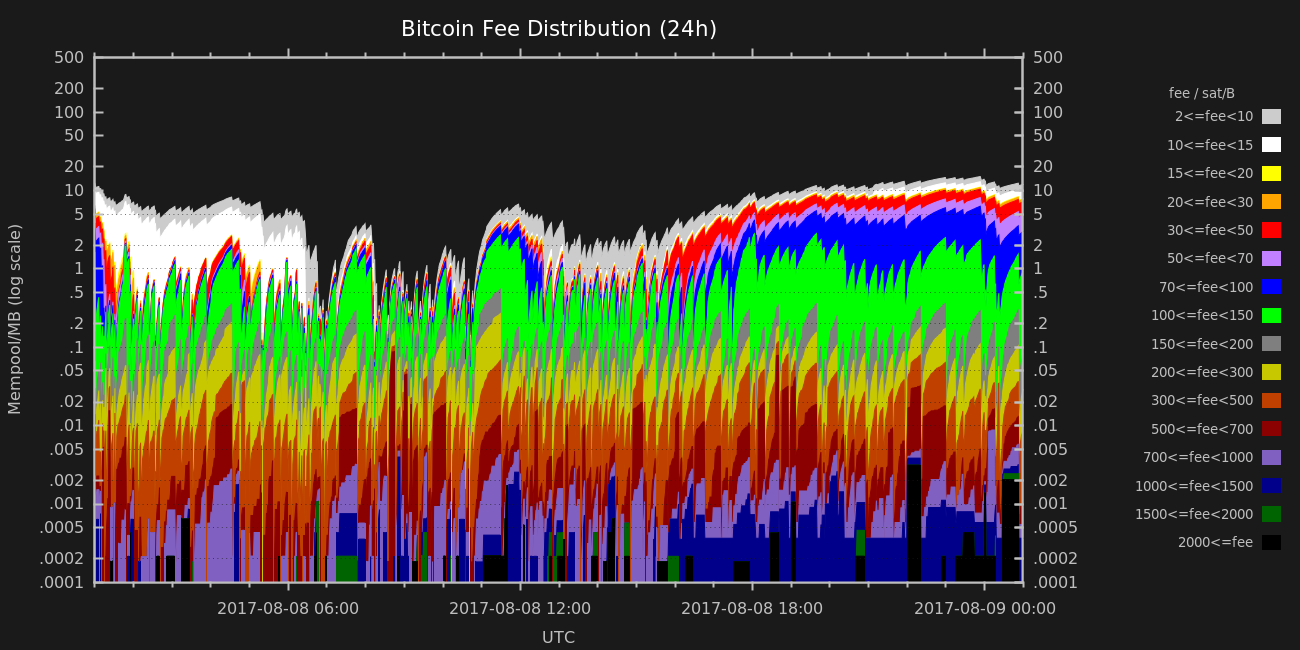 Bitcoin Fee Distribution (24h)
Mempool/MB (log scale)
500
200
100
50
20
10
5
2
1
.5
.2
.1
.05
.02
.01
.005
.002
.001
.0005
.0002
.0001
500
200
100
50
20
10
5
2
1
.5
.2
.1
.05
.02
.01
.005
.002
.001
.0005
.0002
.0001
2017-08-08 06:00
2017-08-08 12:00
2017-08-08 18:00
2017-08-09 00:00
UTC
fee / sat/B
2<=fee<10
10<=fee<15
15<=fee<20
20<=fee<30
30<=fee<50
50<=fee<70
70<=fee<100
100<=fee<150
150<=fee<200
200<=fee<300
300<=fee<500
500<=fee<700
700<=fee<1000
1000<=fee<1500
1500<=fee<2000
2000<=fee